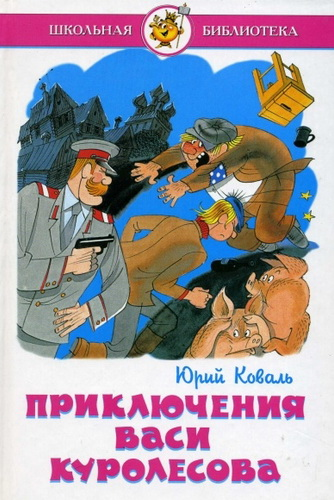 ШКОЛЬНАЯ БИБЛИОТЕКА
Юрий Коваль
ПРИКЛЮЧЕНИЯ
ВАСИ
КУРОЛЕСОВА